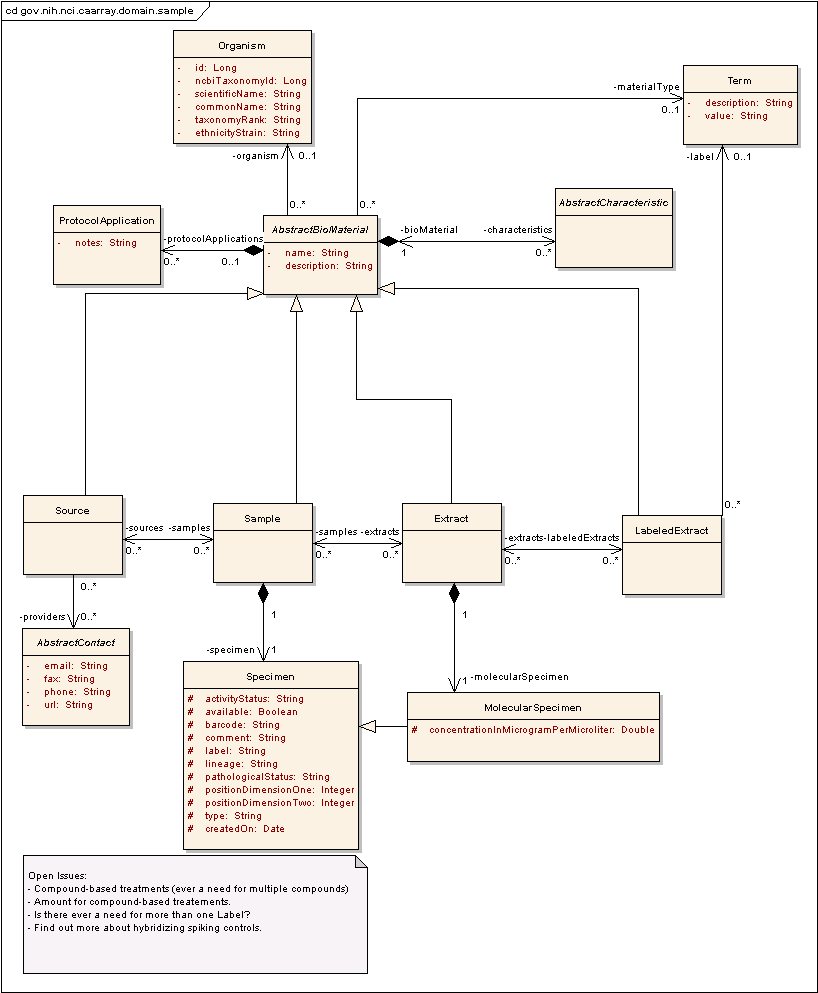 cd gov.nih.nci.caarray.domain.sample
Organism
- id: Long
- ncbiTaxonomyId: Long
- scientificName: String
- commonName: String
- taxonomyRank: String
- ethnicityStrain: String
Term
- description: String
- value: String
-materialType
0..1
-organism
0..1
-label
0..1
0..*
0..*
ProtocolApplication
- notes: String
-protocolApplications
0..*
0..1
AbstractBioMaterial
- name: String
- description: String
-bioMaterial
1
-characteristics
0..*
AbstractCharacteristic
Source
-sources
0..*
-samples
0..*
Sample
-samples
0..*
-extracts
0..*
Extract
-extracts
0..*
-labeledExtracts
0..*
LabeledExtract
0..*
0..*
-providers
0..*
AbstractContact
- email: String
- fax: String
- phone: String
- url: String
1
-specimen
1
Specimen
# activityStatus: String
# available: Boolean
# barcode: String
# comment: String
# label: String
# lineage: String
# pathologicalStatus: String
# positionDimensionOne: Integer
# positionDimensionTwo: Integer
# type: String
# createdOn: Date
1
-molecularSpecimen
1
MolecularSpecimen
# concentrationInMicrogramPerMicroliter: Double
Open Issues:
- Compound-based treatments (ever a need for multiple compounds)
- Amount for compound-based treatements.
- Is there ever a need for more than one Label?
- Find out more about hybridizing spiking controls.